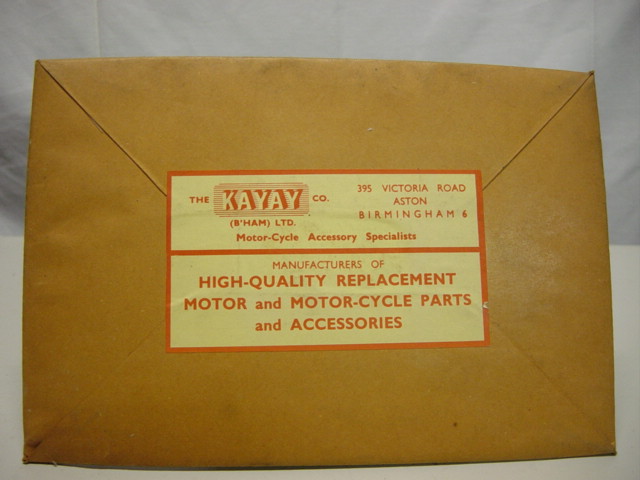 THE KAYAY CO.
(B'HAM) LTD.
395 VICTORIA ROAD
ASTON
BIRMINGHAM 6
Motor-Cycle Accessory Specialists
MANUFACTURERS OF
HIGH-QUALITY REPLACEMENT
MOTOR and MOTOR-CYCLE PARTS
and ACCESSORIES